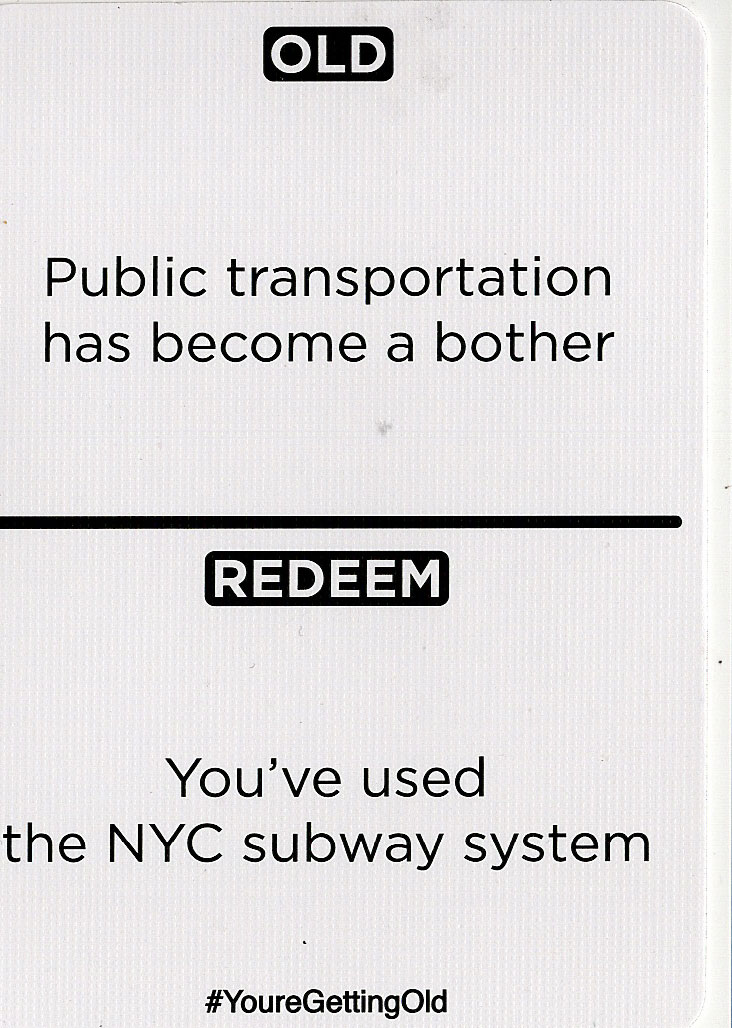 OLD
Public transportation
has become a bother
REDEEM
You’ve used
the NYC subway system
#YoureGettingOld